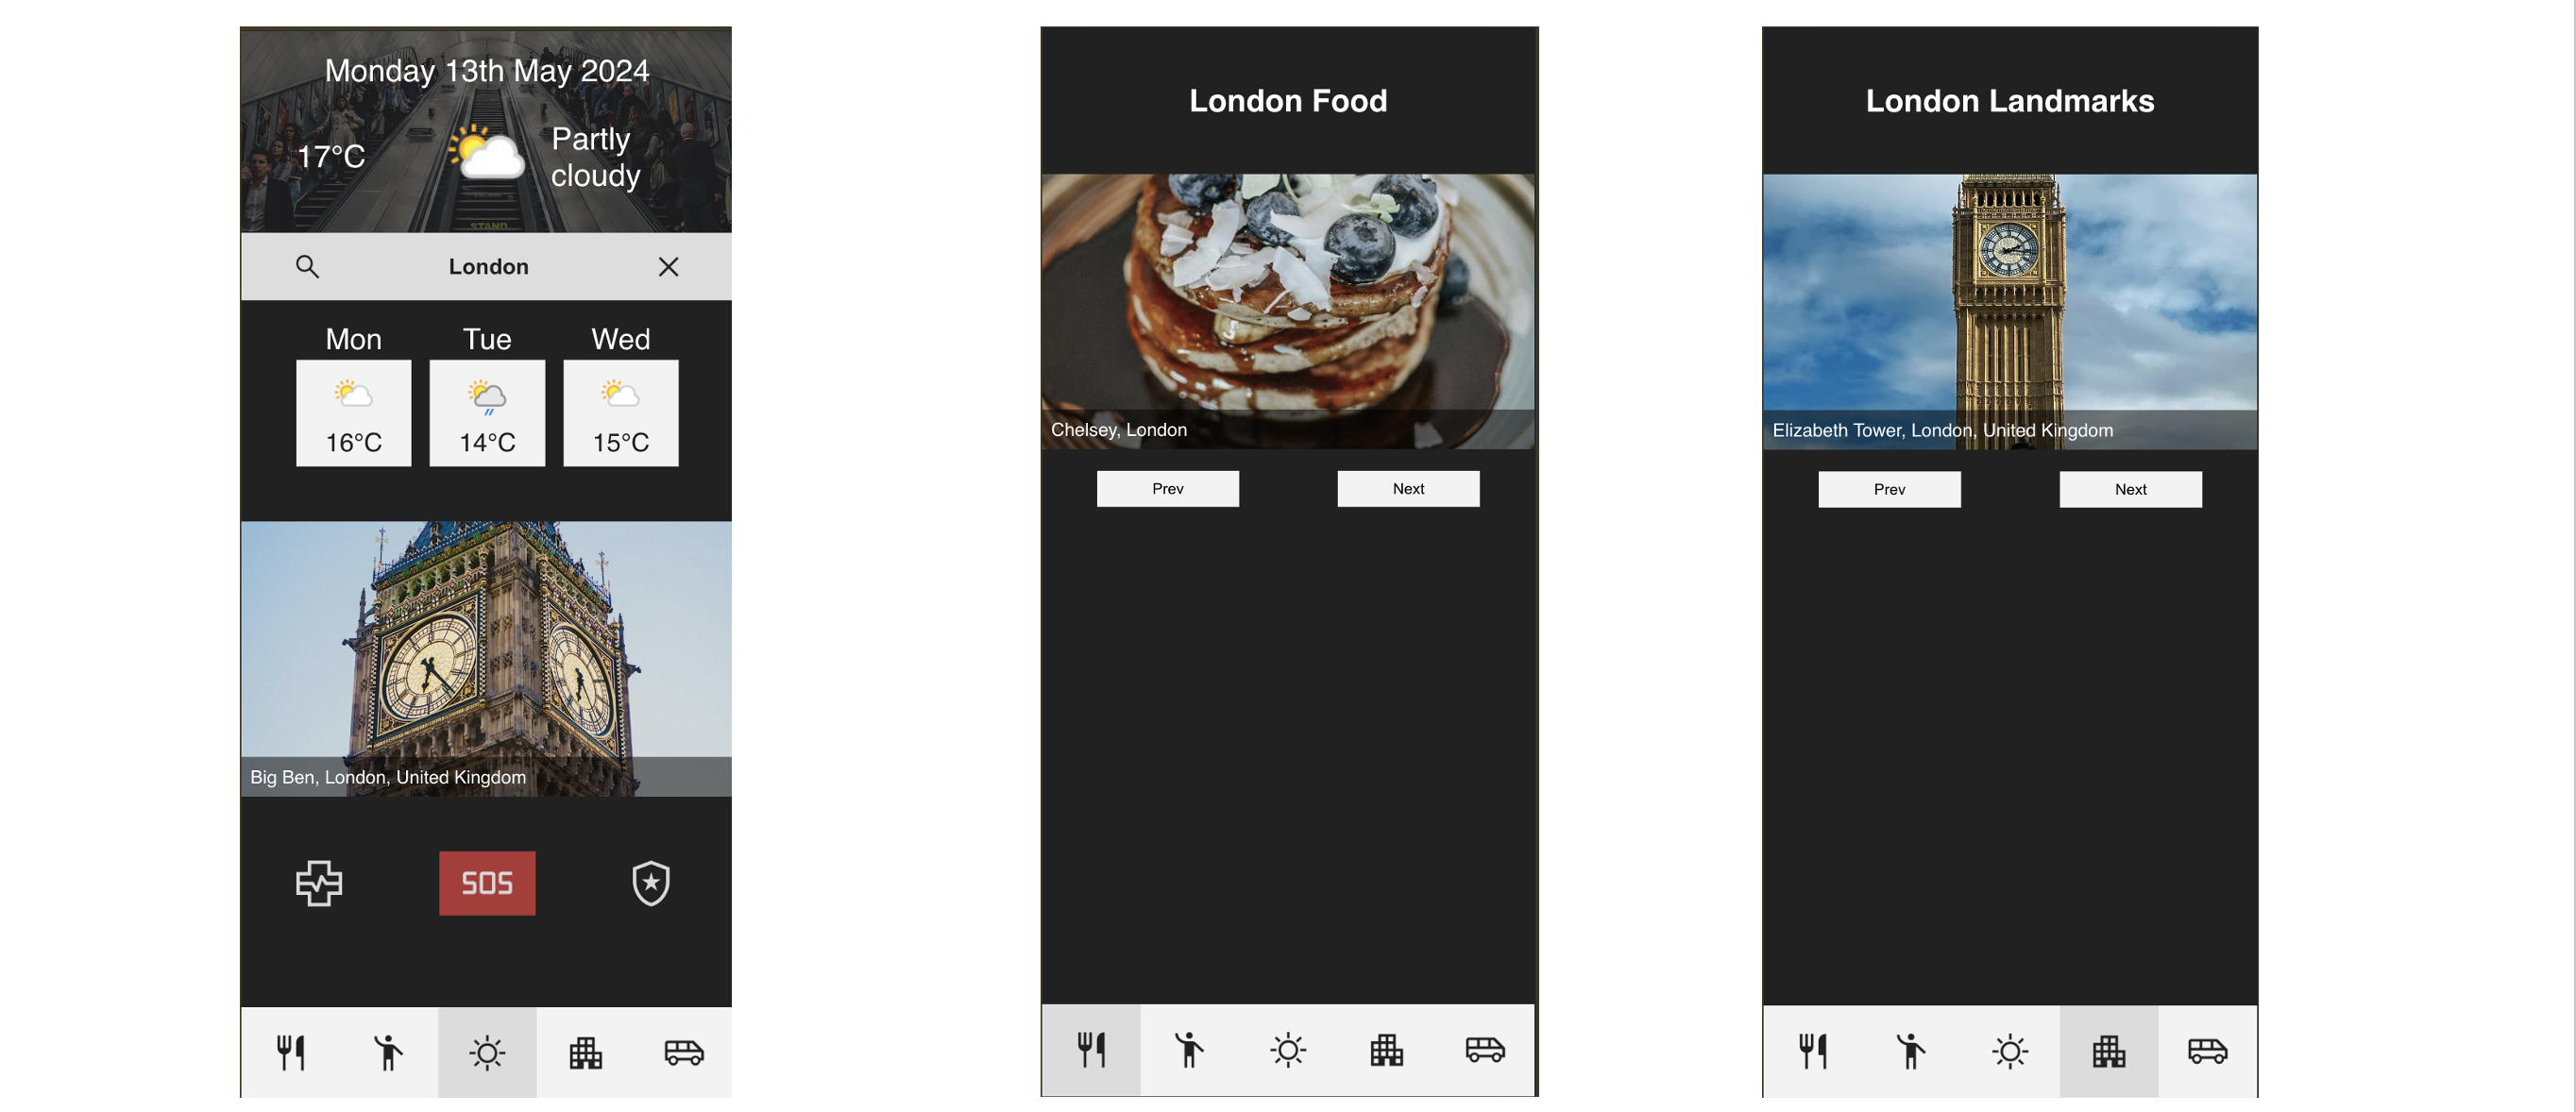 Monday 13th May 2024
17°C
Partly
cloudy
STAND
London
Mon
Tue
Wed
16°C
14°C
15°C
Big Ben, London, United Kingdom
SOS
London Food
Chelsey, London
Prev
Next
London Landmarks
Elizabeth Tower, London, United Kingdom
Prev
Next